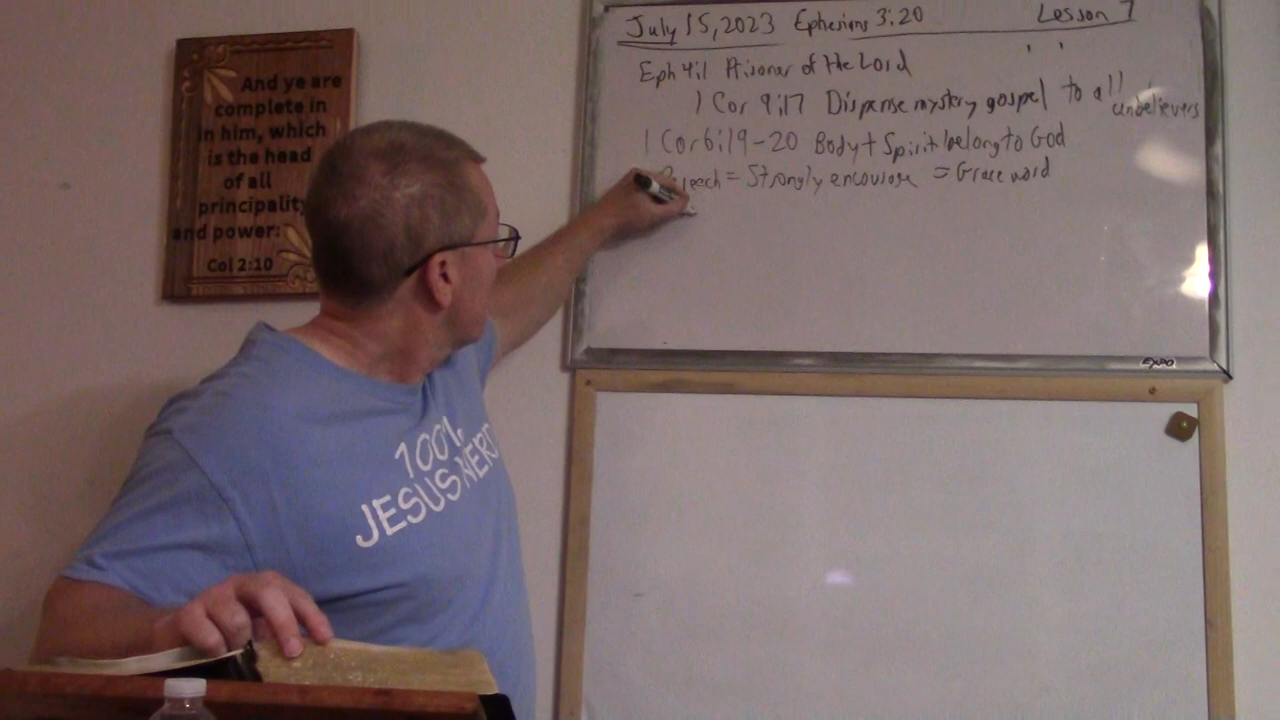 And ye are
complete in
in him, which
is the head
of all
principality
and power:
Col 2:10
July 15, 2023 Ephesians 3:20 Lesson 7
Eph 4:1 Prisoner of the Lord
1 Cor 9:17 Dispense mystery gospel to all unbelievers
1 Cor 6:19-20 Body + Spirit belong to God
= Strongly encourage = Grace word
EXPO
100%
JESUS NERD